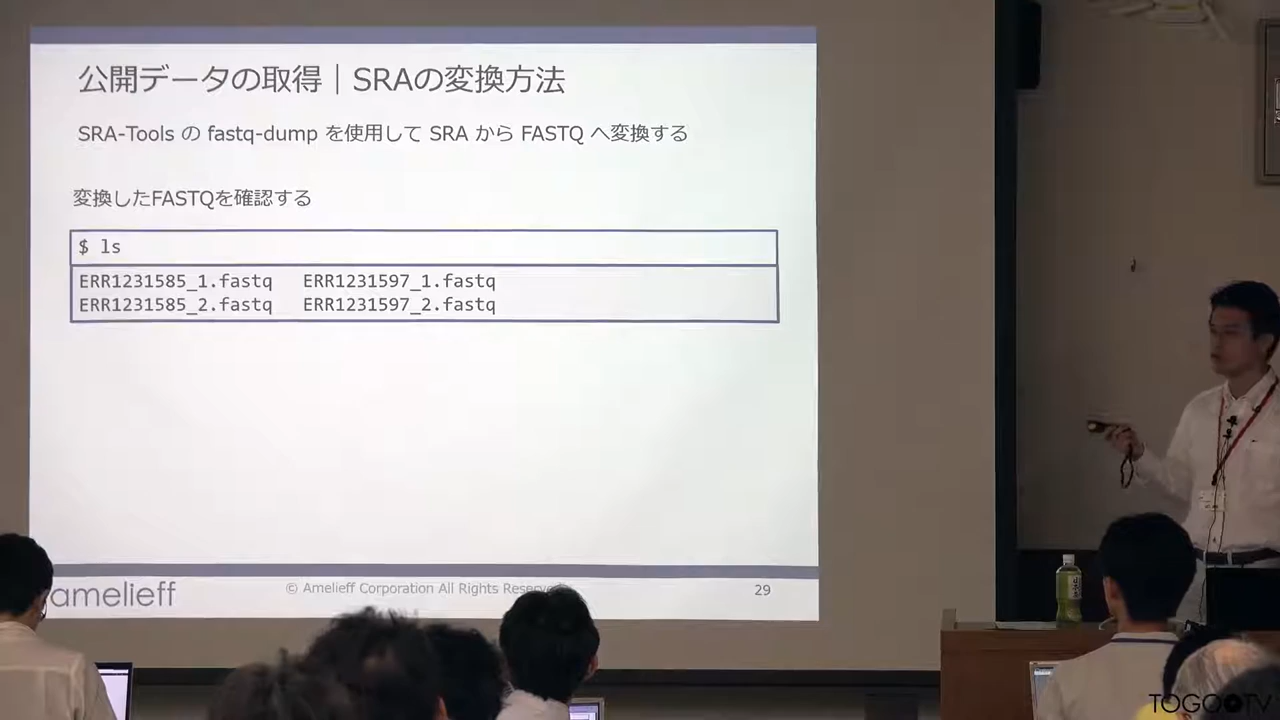 公開データの取得｜SRAの変換方法
SRA-Tools の fastq-dump を使用して SRA から FASTQ へ変換する
変換したFASTQを確認する
$ ls
ERR1231585_1.fastq ERR1231597_1.fastq
ERR1231585_2.fastq ERR1231597_2.fastq
amelieff
© Amelieff Corporation All Rights
29
TOGOTV